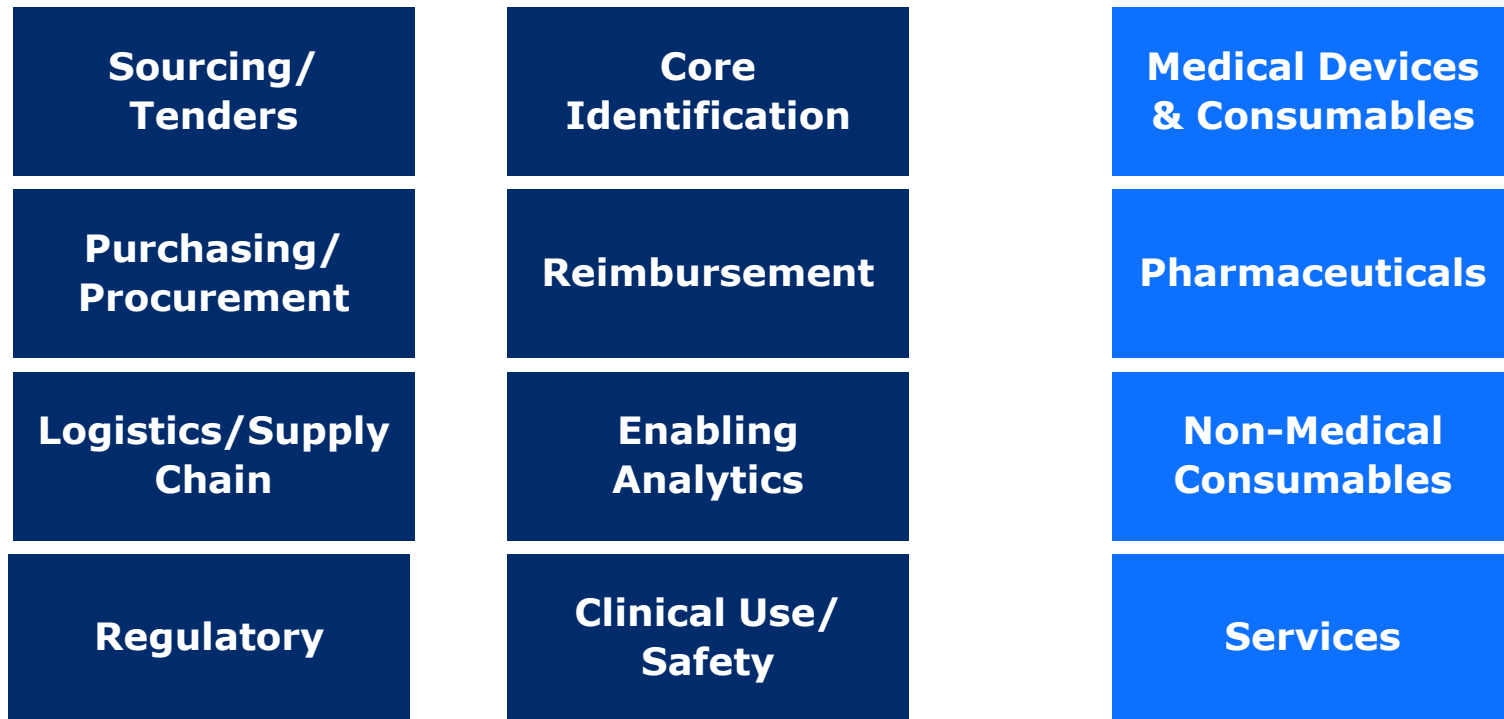 Sourcing/
Tenders
Core
Identification
Medical Devices
& Consumables
Purchasing/
Procurement
Reimbursement
Pharmaceuticals
Logistics/Supply
Chain
Enabling
Analytics
Non-Medical
Consumables
Regulatory
Clinical Use/
Safety
Services